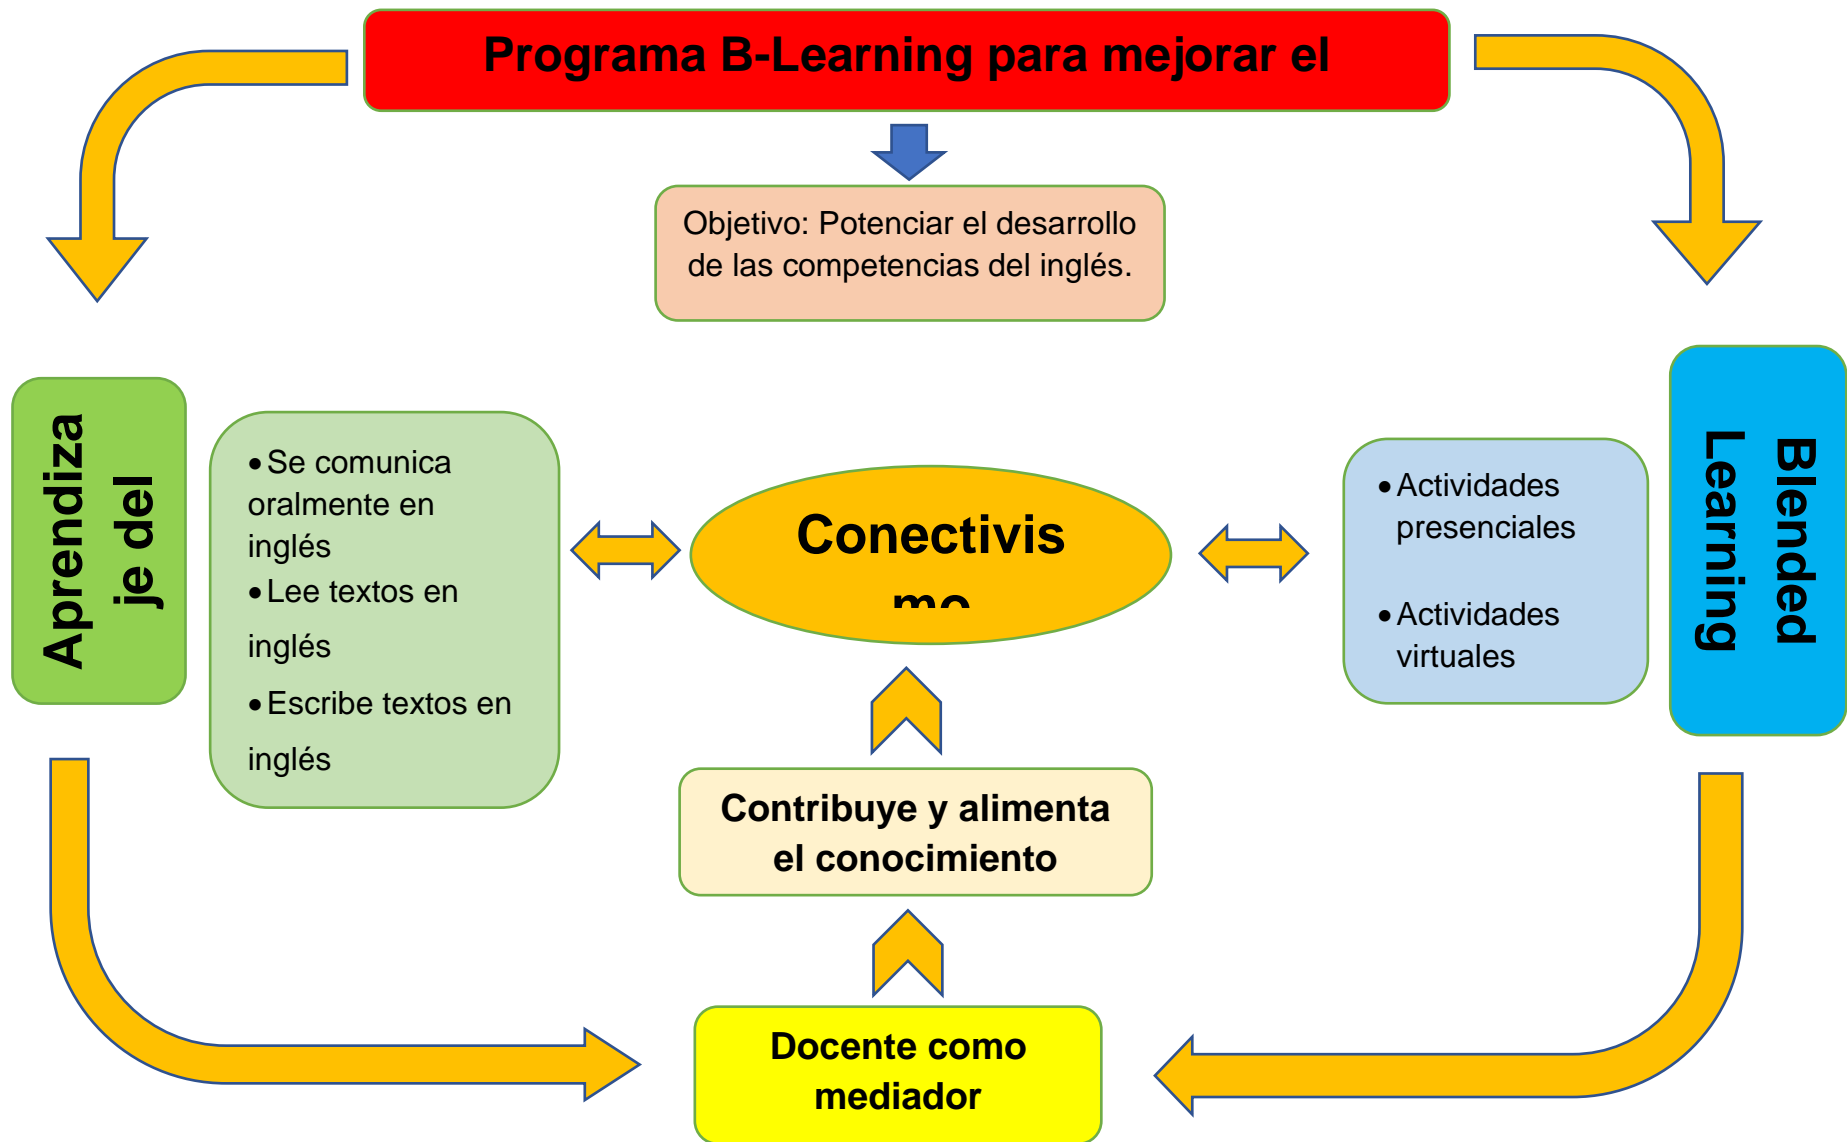 Programa B-Learning para mejorar el
Objetivo: Potenciar el desarrollo
de las competencias del inglés.
Aprendiza
je del
•Se comunica
oralmente en
inglés
•Lee textos en
inglés
•Escribe textos en
inglés
Conectivis
mo
•Actividades
presenciales
•Actividades
virtuales
Blended
Learning
Contribuye y alimenta
el conocimiento
Docente como
mediador